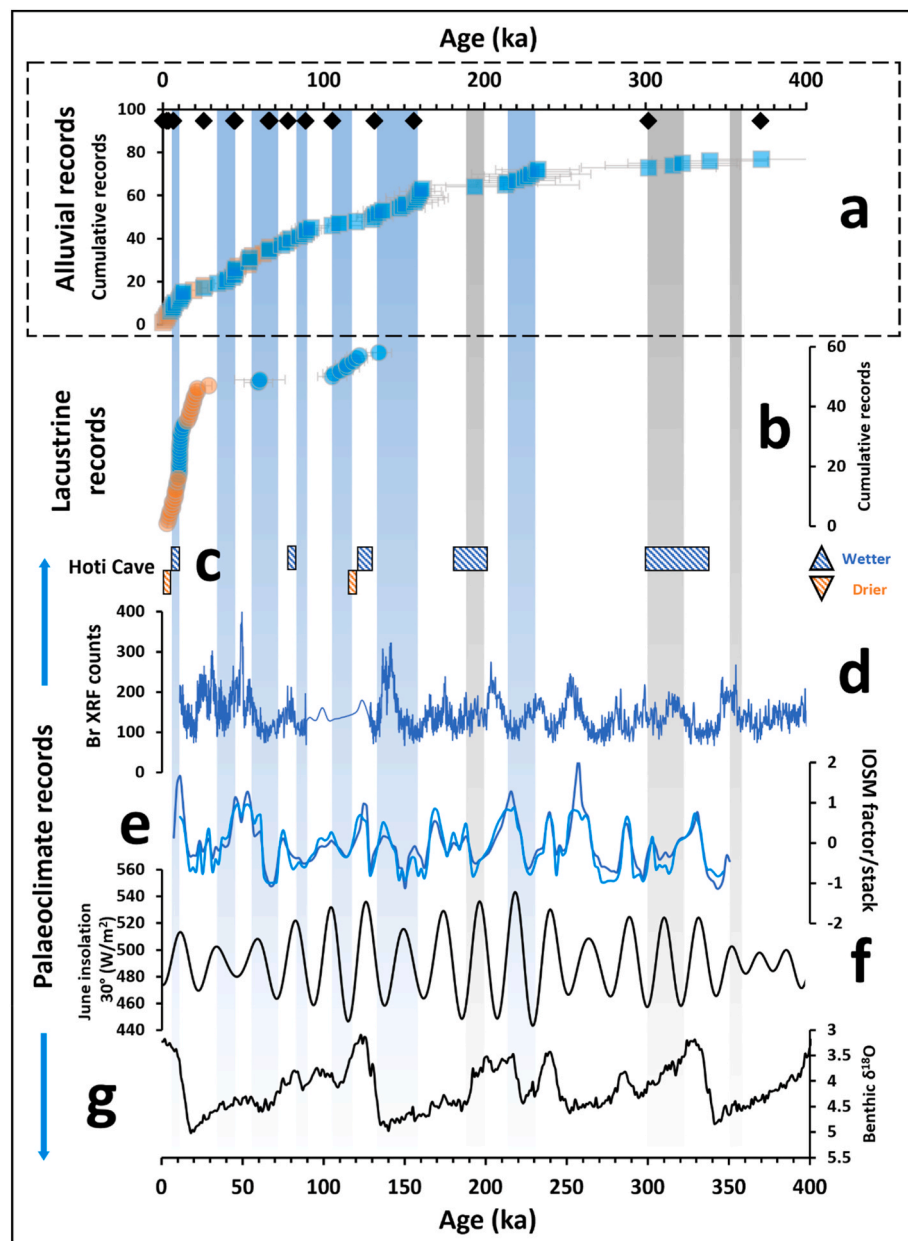 Age (ka)
0 100 200 300 400
Alluvial records
Cumulative records
100
80
60
40
20
0
a
Lacustrine
records
60
40
20
0
Cumulative records
b
Hoti Cave
c
Wetter
Drier
Palaeoclimate records
Br XRF counts
400
300
200
100
0
d
e
2
1
0
-1
-2
IOSM factor/stack
June insolation
30° (W/m²)
560
540
520
500
480
460
440
f
g
3
3.5
4
4.5
5
5.5
Benthic δ¹⁸O
0 50 100 150 200 250 300 350 400
Age (ka)